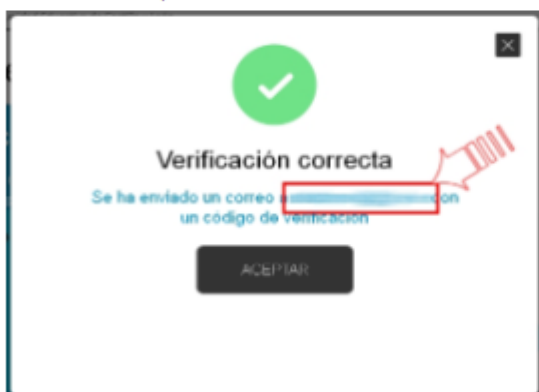 Verificación correcta
Se ha enviado un correo con
un código de verificación
ACEPTAR